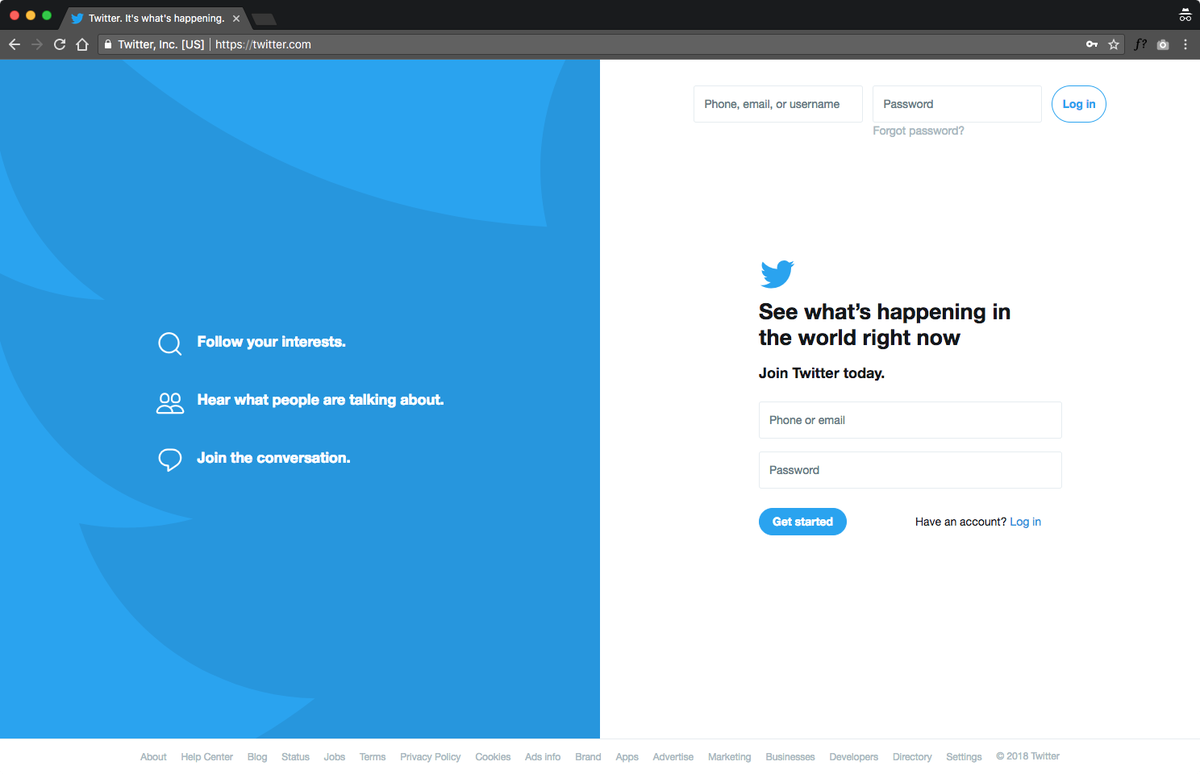 Twitter. It's what's happening.
Twitter, Inc. [US] | https://twitter.com
f?
Phone, email, or username
Password
Log in
Forgot password?
Follow your interests.
Hear what people are talking about.
Join the conversation.
See what's happening in
the world right now
Join Twitter today.
Phone or email
Password
Get started
Have an account? Log in
About Help Center Blog Status Jobs Terms Privacy Policy Cookies Ads info Brand Apps Advertise Marketing Businesses Developers Directory Settings © 2018 Twitter